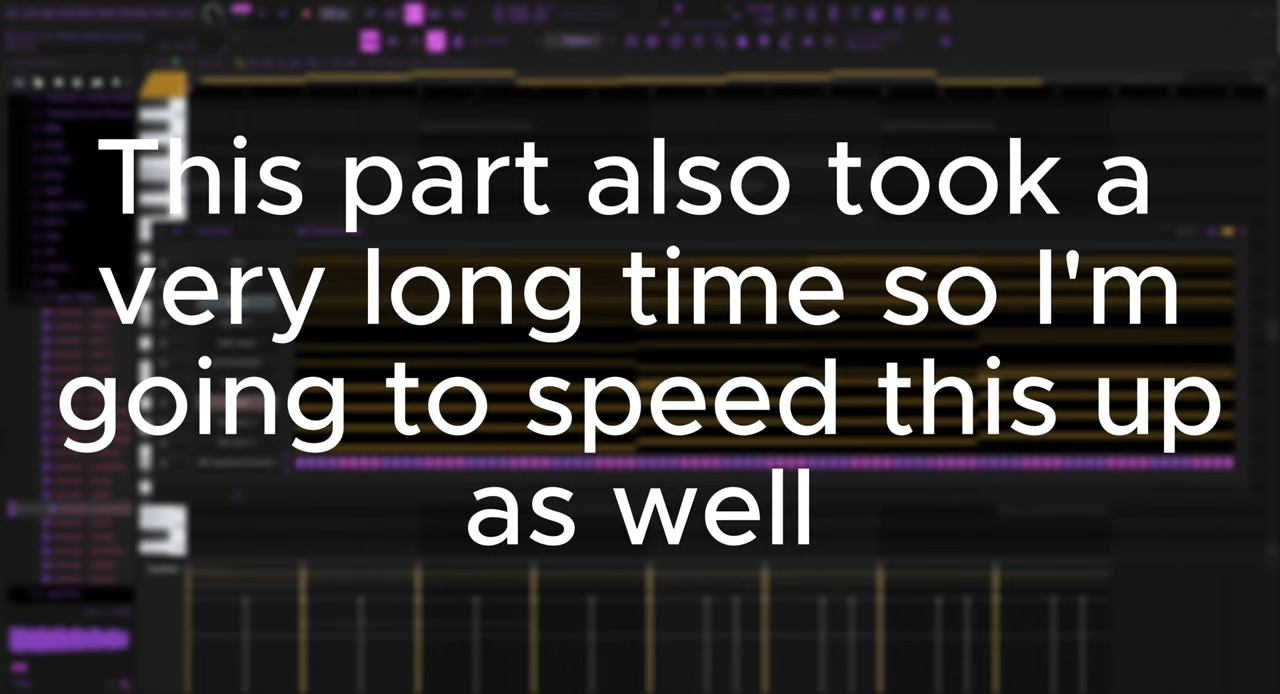 This part also took a
very long time so I'm
going to speed this up
as well